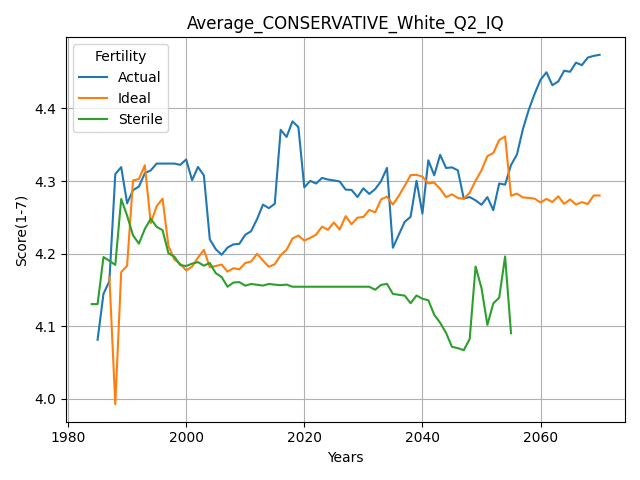 Average_CONSERVATIVE_White_Q2_IQ
Fertility
Actual
Ideal
Sterile
Score(1-7)
4.4
4.3
4.2
4.1
4.0
1980
2000
2020
2040
2060
Years